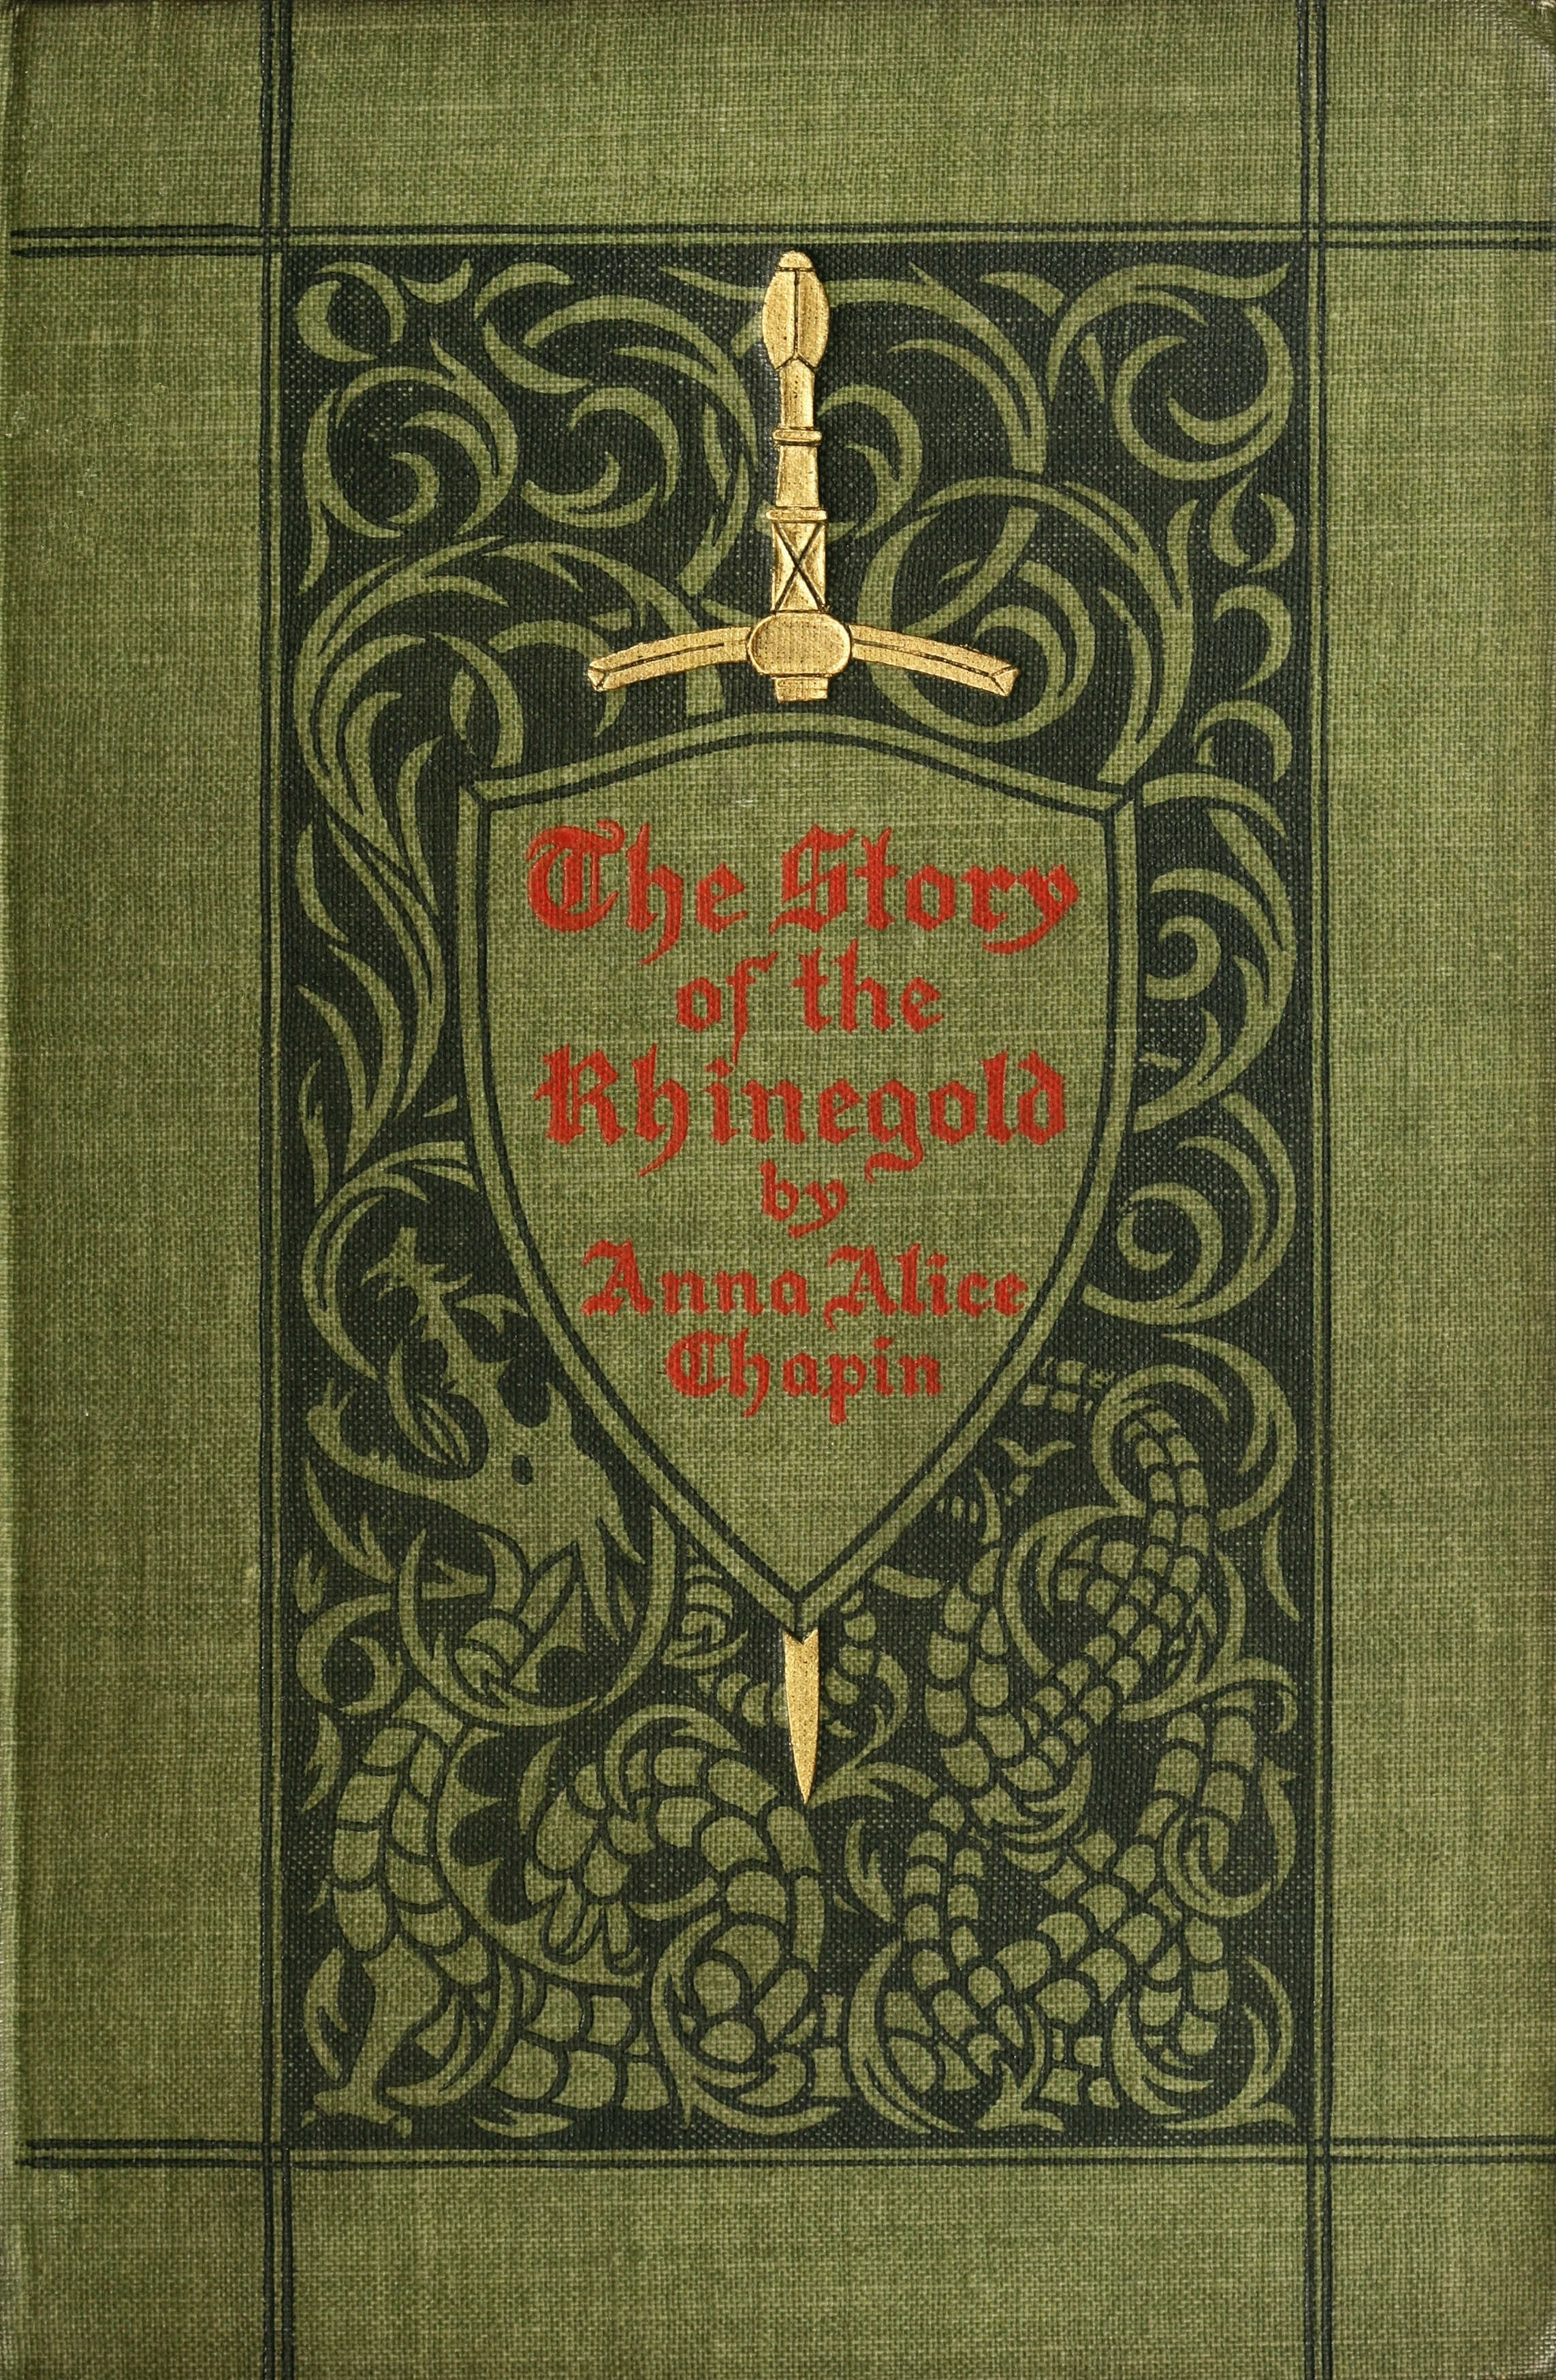 The Story
of the
Rhinegold
by
Anna Alice
Chapin